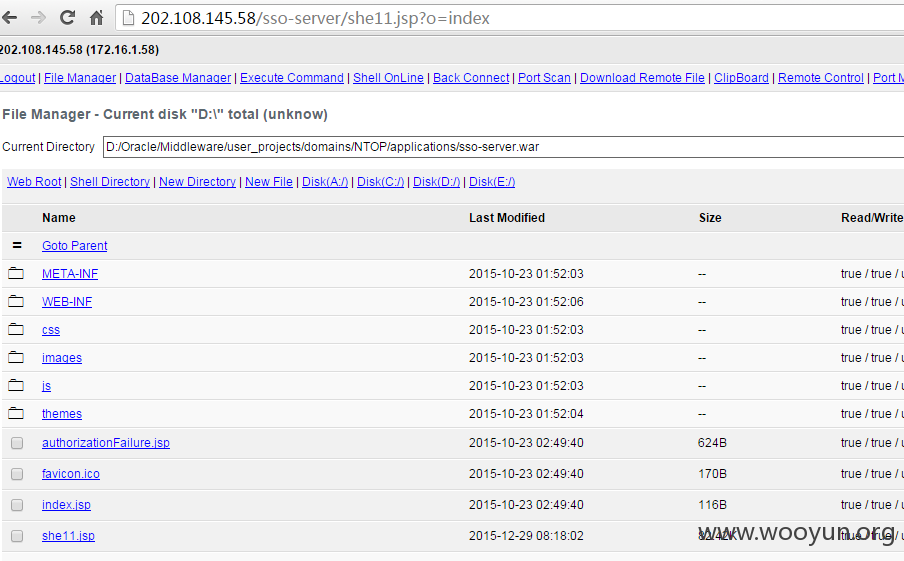 202.108.145.58/sso-server/she11.jsp?o=index
202.108.145.58 (172.16.1.58)
Logout | File Manager | DataBase Manager | Execute Command | Shell OnLine | Back Connect | Port Scan | Download Remote File | ClipBoard | Remote Control | Port M
File Manager - Current disk "D:\" total (unknow)
Current Directory D:/Oracle/Middleware/user_projects/domains/NTOP/applications/sso-server.war
Web Root | Shell Directory | New Directory | New File | Disk(A:/) | Disk(C:/) | Disk(D:/) | Disk(E:/)
Name Last Modified Size Read/Write
= Goto Parent
META-INF 2015-10-23 01:52:03 -- true / true / u
WEB-INF 2015-10-23 01:52:06 -- true / true / u
css 2015-10-23 01:52:03 -- true / true / u
images 2015-10-23 01:52:03 -- true / true / u
js 2015-10-23 01:52:03 -- true / true / u
themes 2015-10-23 01:52:04 -- true / true / u
authorizationFailure.jsp 2015-10-23 02:49:40 624B true / true / u
favicon.ico 2015-10-23 02:49:40 170B true / true / u
index.jsp 2015-10-23 02:49:40 116B true / true / u
she11.jsp 2015-12-29 08:18:02 true / true / u
www.wooyun.org